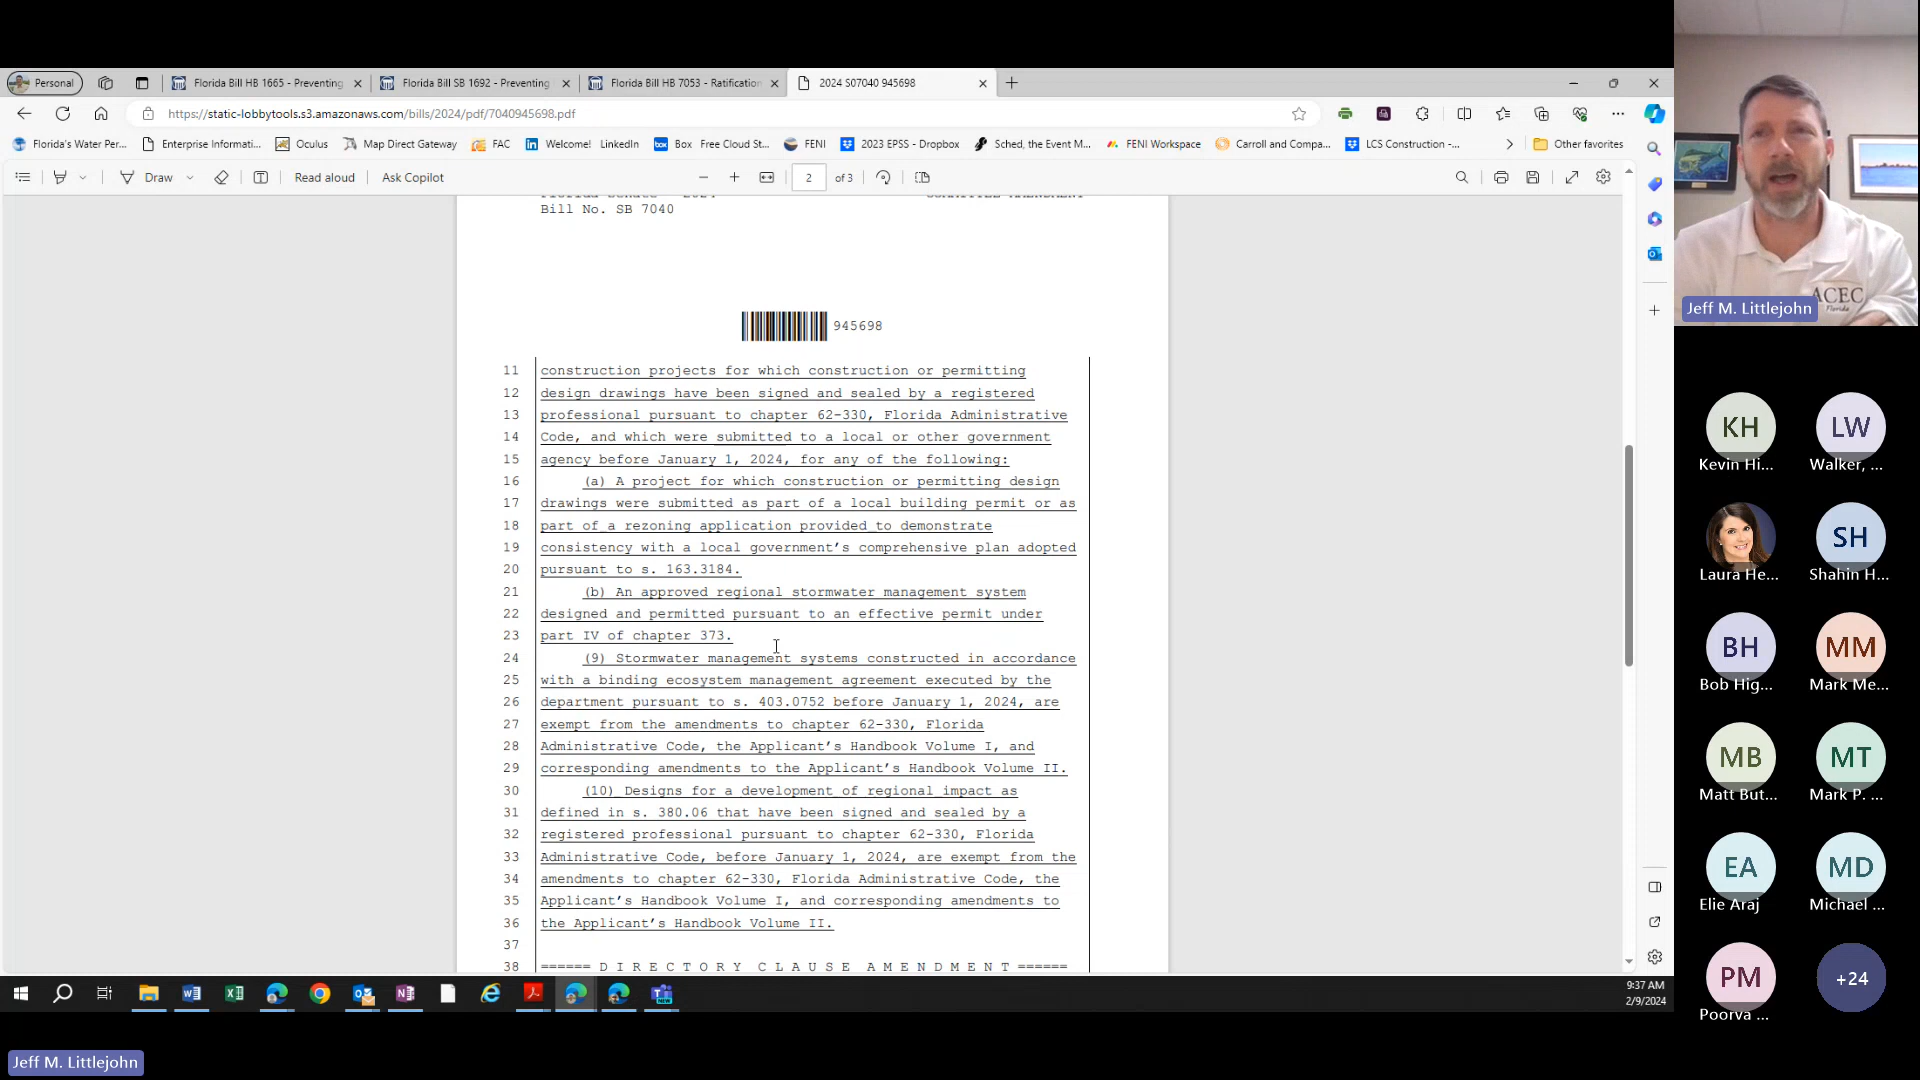 Personal
Florida Bill HB 1665 - Preventing
Florida Bill SB 1692 - Preventing
Florida Bill HB 7053 - Ratification
2024 S07040 945698
https://static-lobbytools.s3.amazonaws.com/bills/2024/pdf/7040945698.pdf
Florida's Water Per...
Enterprise Informati...
Oculus
Map Direct Gateway
FAC
Welcome! LinkedIn
Box Free Cloud St...
FENI
2023 EPSS - Dropbox
Sched, the Event M...
FENI Workspace
Carroll and Compa...
LCS Construction -...
Other favorites
Draw
Read aloud
Ask Copilot
2 of 3
Bill No. SB 7040
945698
11 construction projects for which construction or permitting
12 design drawings have been signed and sealed by a registered
13 professional pursuant to chapter 62-330, Florida Administrative
14 Code, and which were submitted to a local or other government
15 agency before January 1, 2024, for any of the following:
16 (a) A project for which construction or permitting design
17 drawings were submitted as part of a local building permit or as
18 part of a rezoning application provided to demonstrate
19 consistency with a local government's comprehensive plan adopted
20 pursuant to s. 163.3184.
21 (b) An approved regional stormwater management system
22 designed and permitted pursuant to an effective permit under
23 part IV of chapter 373.
24 (9) Stormwater management systems constructed in accordance
25 with a binding ecosystem management agreement executed by the
26 department pursuant to s. 403.0752 before January 1, 2024, are
27 exempt from the amendments to chapter 62-330, Florida
28 Administrative Code, the Applicant's Handbook Volume I, and
29 corresponding amendments to the Applicant's Handbook Volume II.
30 (10) Designs for a development of regional impact as
31 defined in s. 380.06 that have been signed and sealed by a
32 registered professional pursuant to chapter 62-330, Florida
33 Administrative Code, before January 1, 2024, are exempt from the
34 amendments to chapter 62-330, Florida Administrative Code, the
35 Applicant's Handbook Volume I, and corresponding amendments to
36 the Applicant's Handbook Volume II.
37
38 ====== D I R E C T O R Y C L A U S E A M E N D M E N T ======
9:37 AM
2/9/2024
ACEC
Florida
Jeff M. Littlejohn
KH
Kevin Hi...
LW
Walker, ...
Laura He...
SH
Shahin H...
BH
Bob Hig...
MM
Mark Me...
MB
Matt But...
MT
Mark P. ...
EA
Elie Araj
MD
Michael ...
PM
Poorva ...
+24
Jeff M. Littlejohn